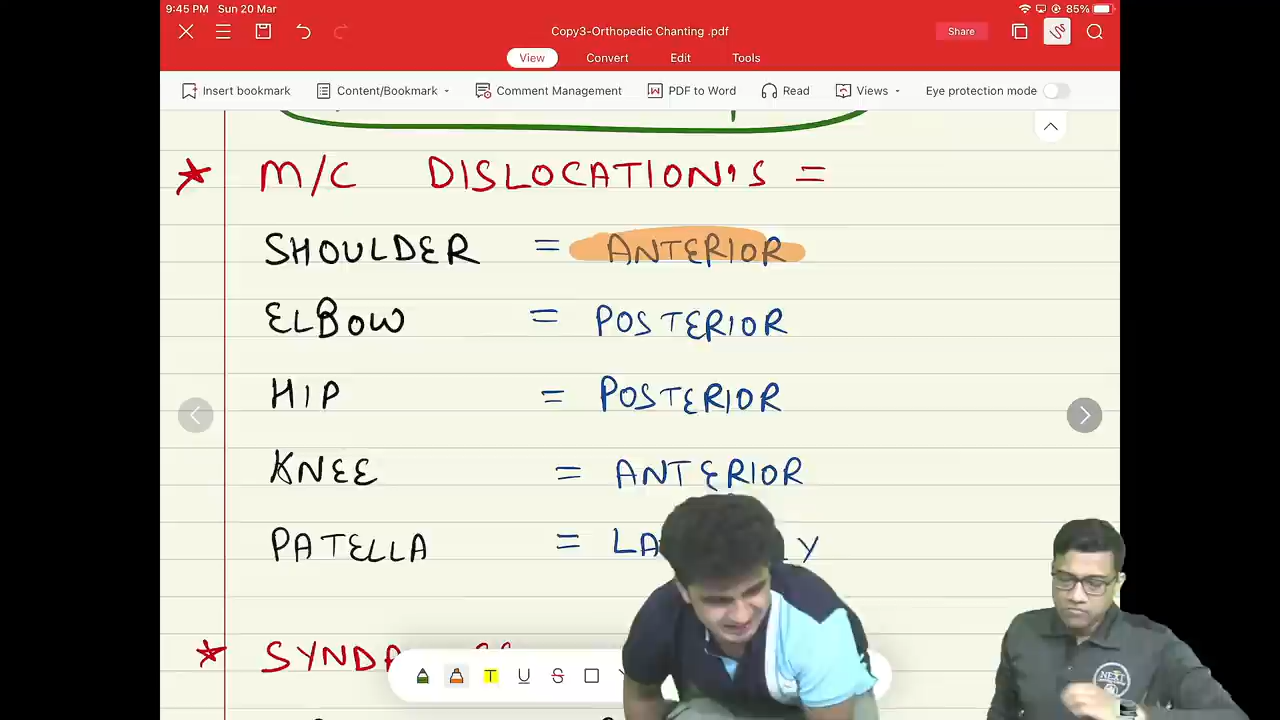 9:45 PM Sun 20 Mar 85%
Copy3-Orthopedic Chanting .pdf
Share
View Convert Edit Tools
Insert bookmark Content/Bookmark Comment Management PDF to Word Read Views Eye protection mode
* M/C DISLOCATION'S =
SHOULDER = ANTERIOR
ELBOW = POSTERIOR
HIP = POSTERIOR
KNEE = ANTERIOR
PATELLA =
T U S
NEXT